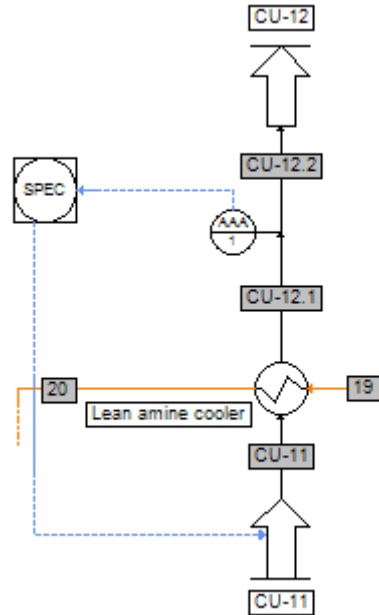 CU-12
CU-12.2
SPEC
AAA
1
CU-12.1
20
19
Lean amine cooler
CU-11
CU-11